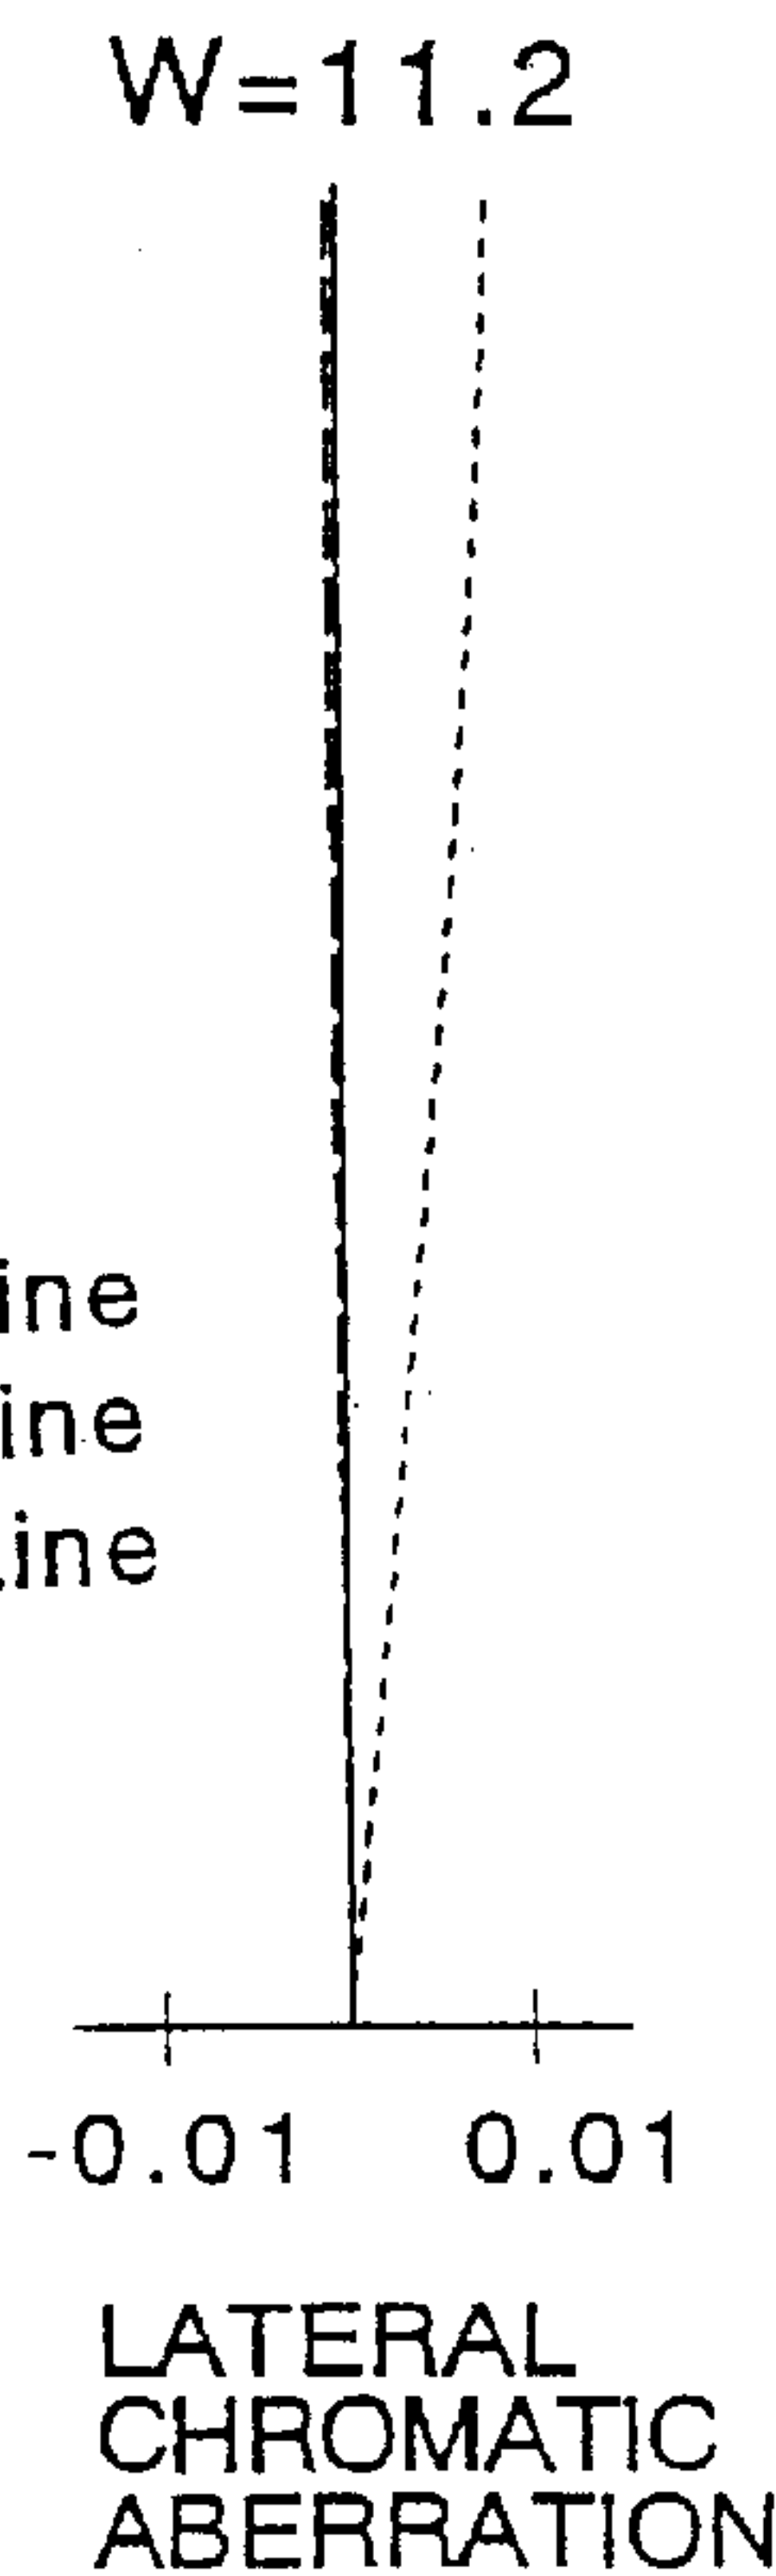 W=11.2
ine
ine
ine
-0.01 0.01
LATERAL
CHROMATIC
ABERRATION